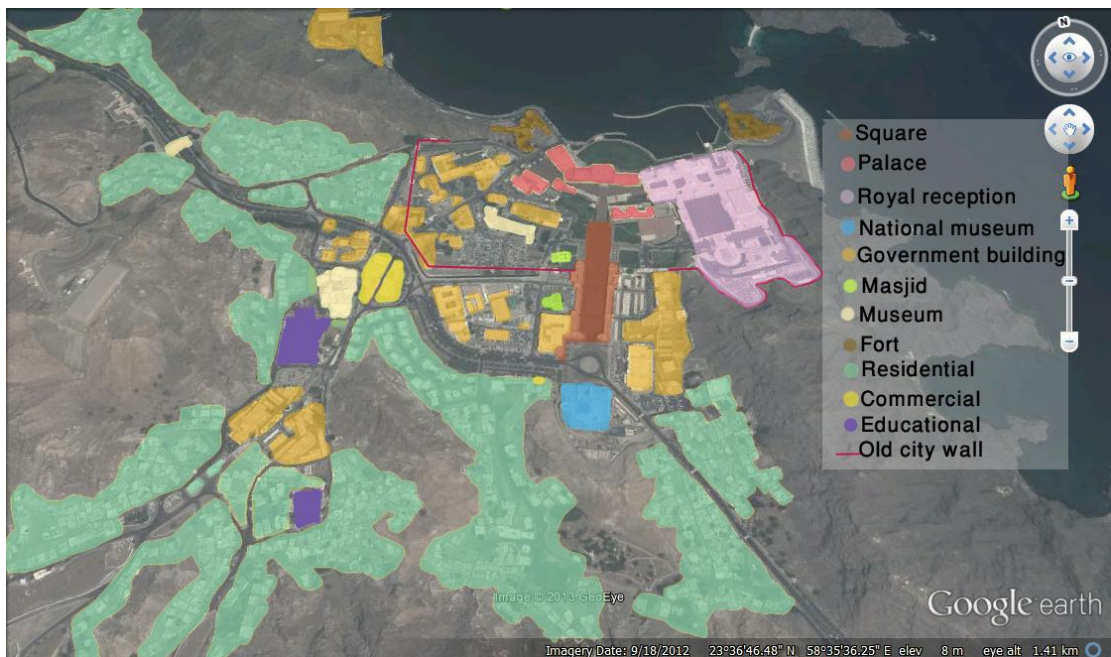 N
Square
Palace
Royal reception
National museum
Government building
Masjid
Museum
Fort
Residential
Commercial
Educational
Old city wall
Image © 2013 GeoEye
Google earth
Imagery Date: 9/18/2012 23°36'46.48" N 58°35'36.25" E elev 8 m eye alt 1.41 km